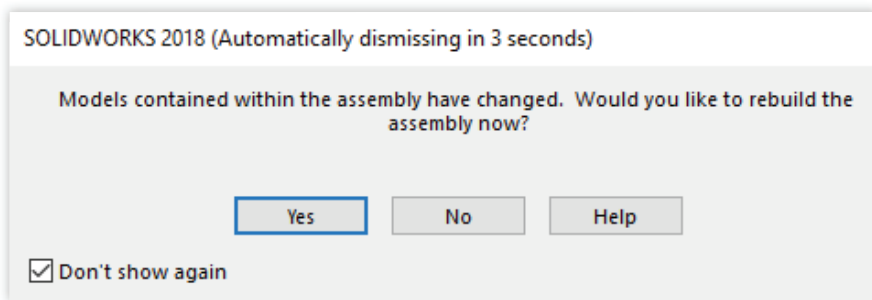 SOLIDWORKS 2018 (Automatically dismissing in 3 seconds)
Models contained within the assembly have changed.  Would you like to rebuild the
assembly now?
Yes
No
Help
Don't show again